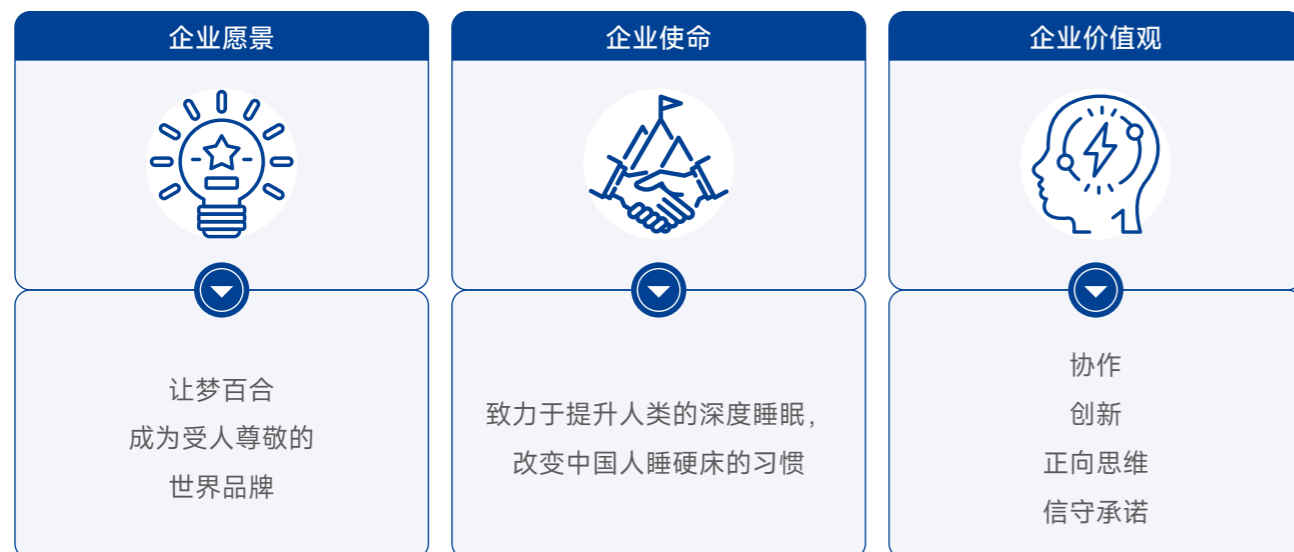 企业愿景
让梦百合
成为受人尊敬的
世界品牌
企业使命
致力于提升人类的深度睡眠，
改变中国人睡硬床的习惯
企业价值观
协作
创新
正向思维
信守承诺